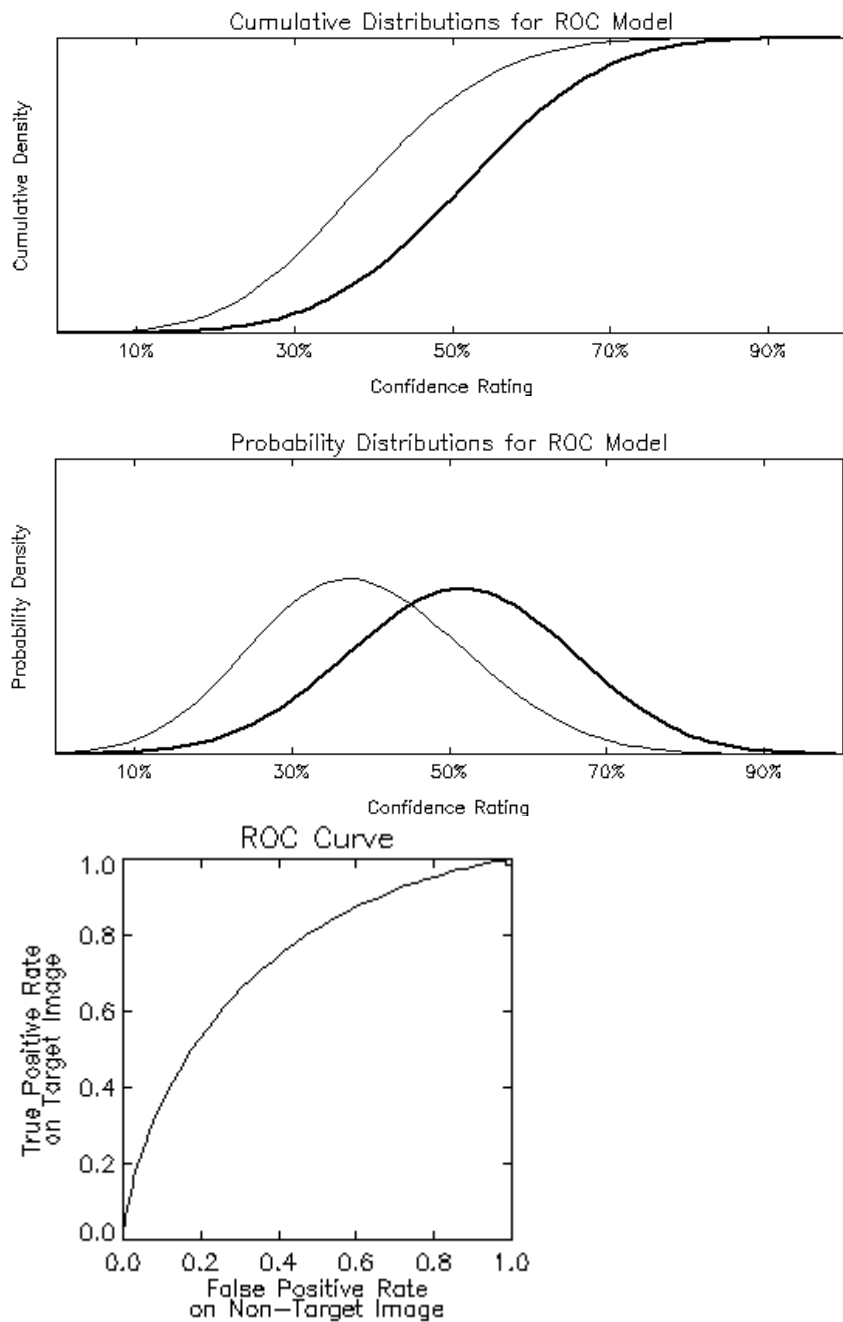 Cumulative Distributions for ROC Model
Cumulative Density
10% 30% 50% 70% 90%
Confidence Rating
Probability Distributions for ROC Model
Probability Density
10% 30% 50% 70% 90%
Confidence Rating
ROC Curve
True Positive Rate
on Target Image
1.0
0.8
0.6
0.4
0.2
0.0
0.0 0.2 0.4 0.6 0.8 1.0
False Positive Rate
on Non-Target Image